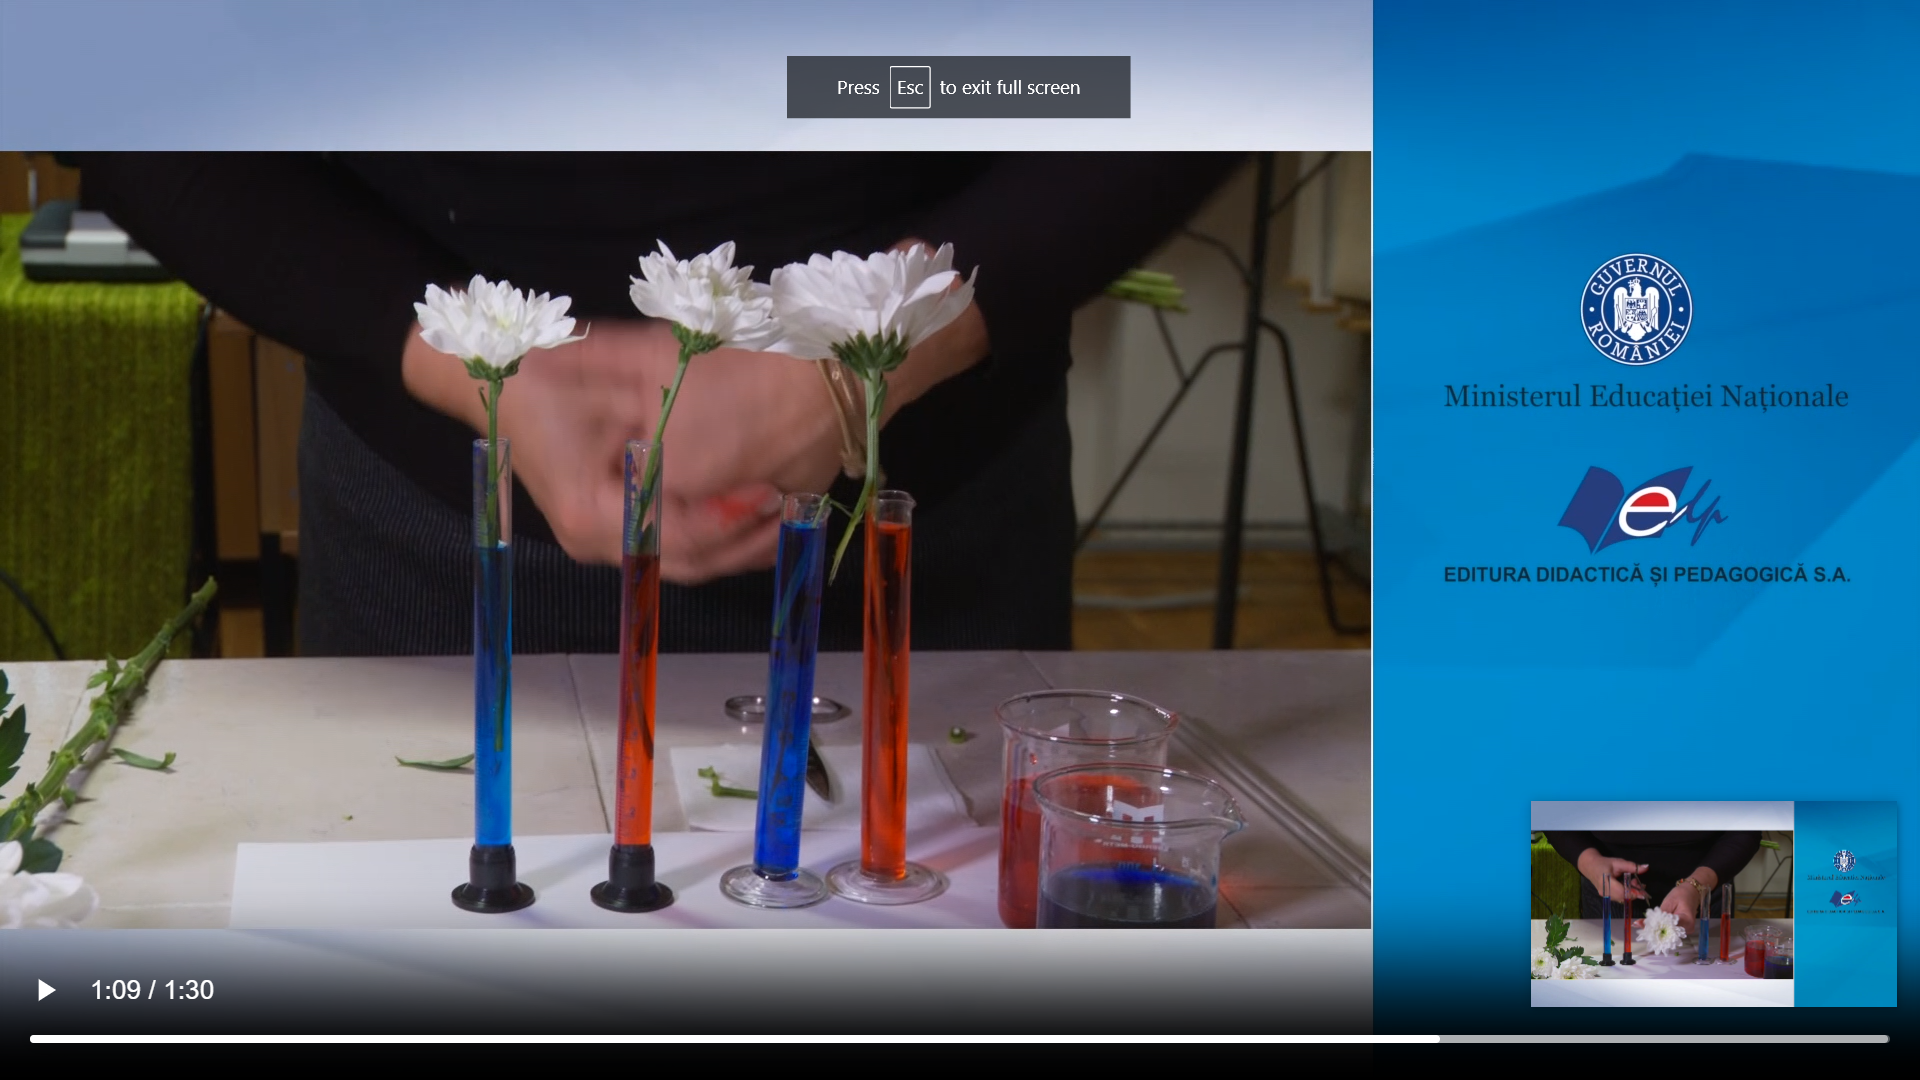 Press Esc to exit full screen
GUVERNUL ROMÂNIEI
Ministerul Educației Naționale
edp
EDITURA DIDACTICĂ ȘI PEDAGOGICĂ S.A.
1:09 / 1:30